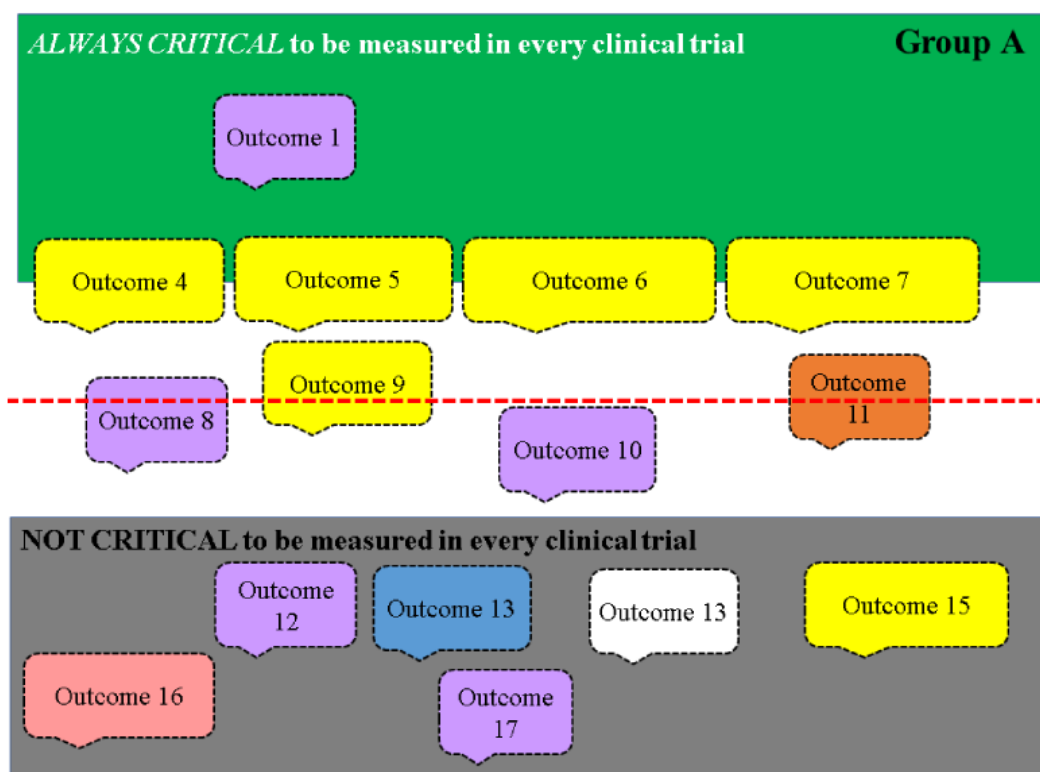 ALWAYS CRITICAL to be measured in every clinical trial
Group A
Outcome 1
Outcome 4
Outcome 5
Outcome 6
Outcome 7
Outcome 9
Outcome
11
Outcome 8
Outcome 10
NOT CRITICAL to be measured in every clinical trial
Outcome
12
Outcome 13
Outcome 13
Outcome 15
Outcome 16
Outcome
17